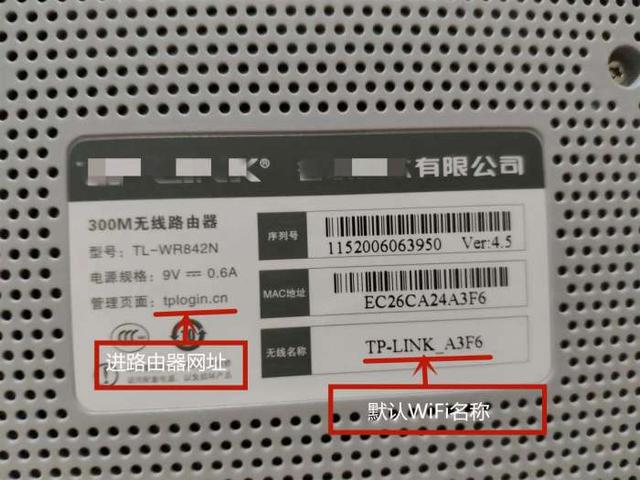 LINK® 有限公司
300M无线路由器
型号: TL-WR842N
电源规格: 9V 0.6A
管理页面: tplogin.cn
序列号
1152006063950 Ver:4.5
MAC地址
EC26CA24A3F6
无线名称
TP-LINK_A3F6
进路由器网址
默认WiFi名称